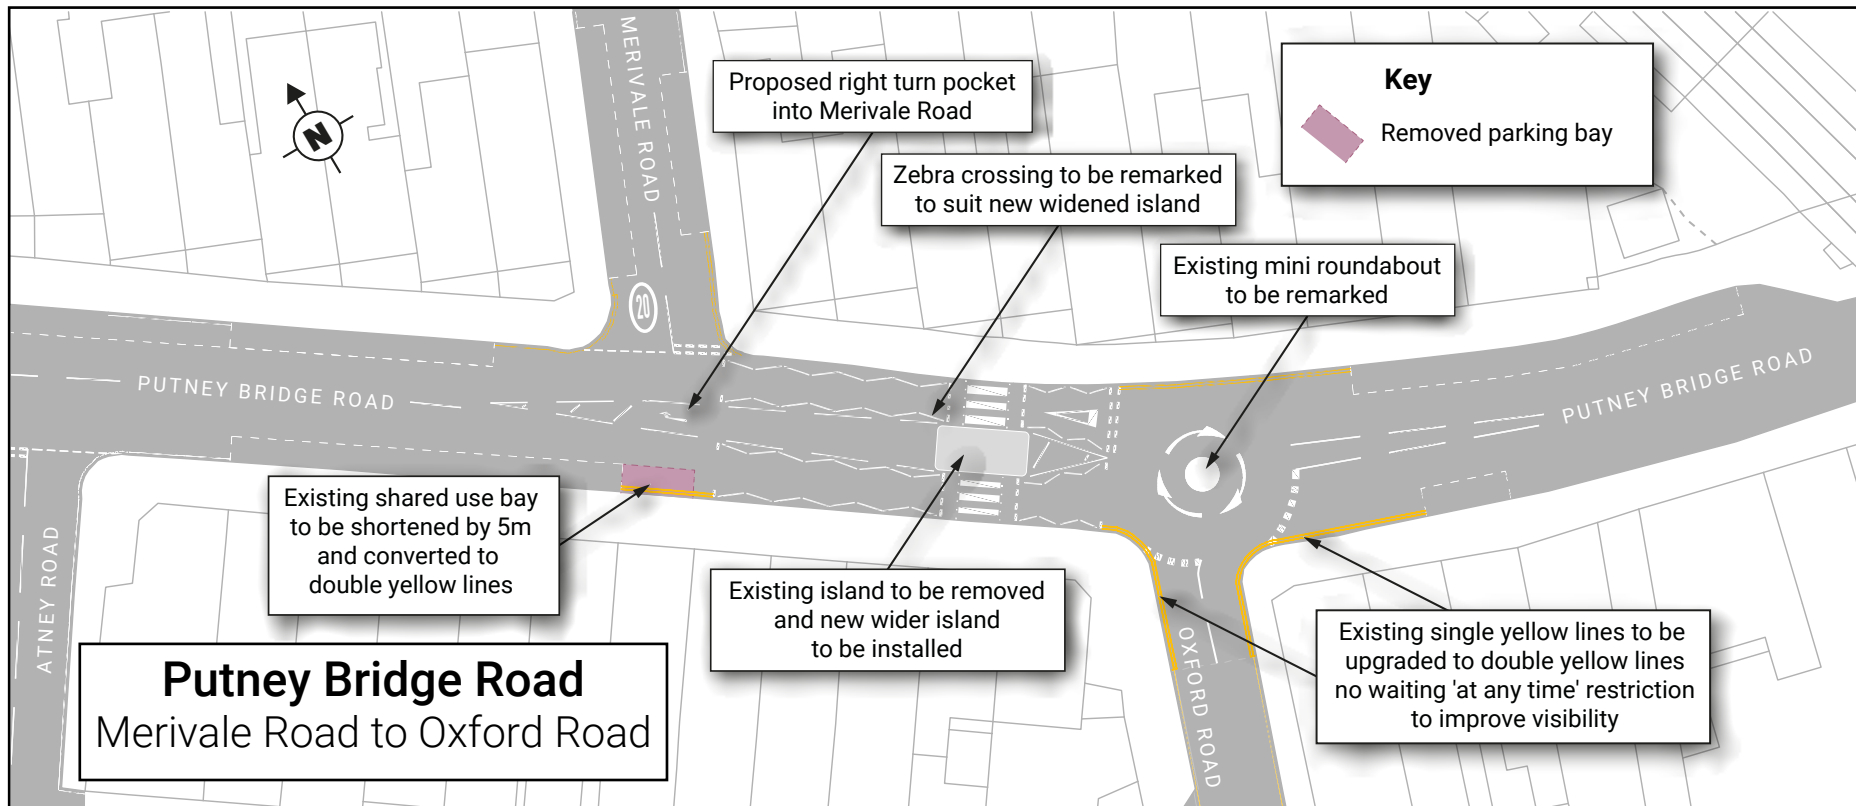 MERIVALE ROAD
Proposed right turn pocket
into Merivale Road
Key
Removed parking bay
N
Zebra crossing to be remarked
to suit new widened island
Existing mini roundabout
to be remarked
20
PUTNEY BRIDGE ROAD
PUTNEY BRIDGE ROAD
Existing shared use bay
to be shortened by 5m
and converted to
double yellow lines
ATNEY ROAD
Existing island to be removed
and new wider island
to be installed
OXFORD ROAD
Existing single yellow lines to be
upgraded to double yellow lines
no waiting 'at any time' restriction
to improve visibility
Putney Bridge Road
Merivale Road to Oxford Road